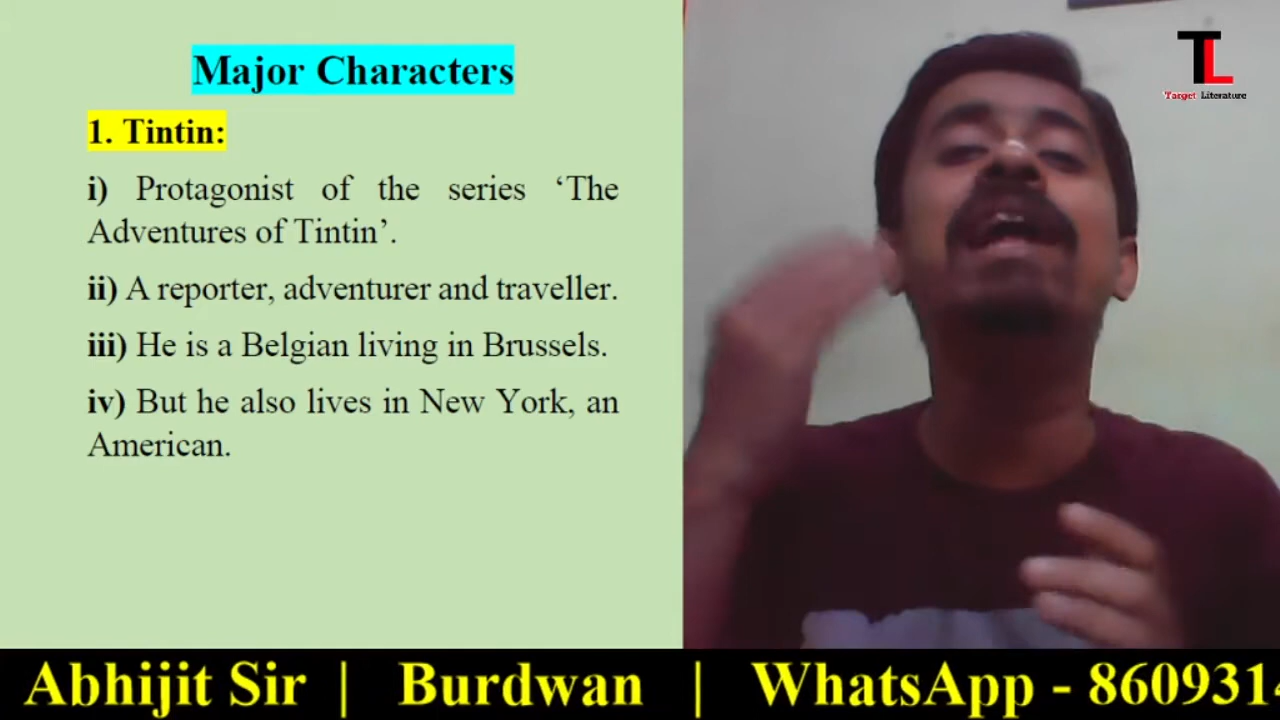 Major Characters
1. Tintin:
i) Protagonist of the series ‘The
Adventures of Tintin’.
ii) A reporter, adventurer and traveller.
iii) He is a Belgian living in Brussels.
iv) But he also lives in New York, an
American.
TL
Target Literature
Abhijit Sir | Burdwan | WhatsApp - 860931